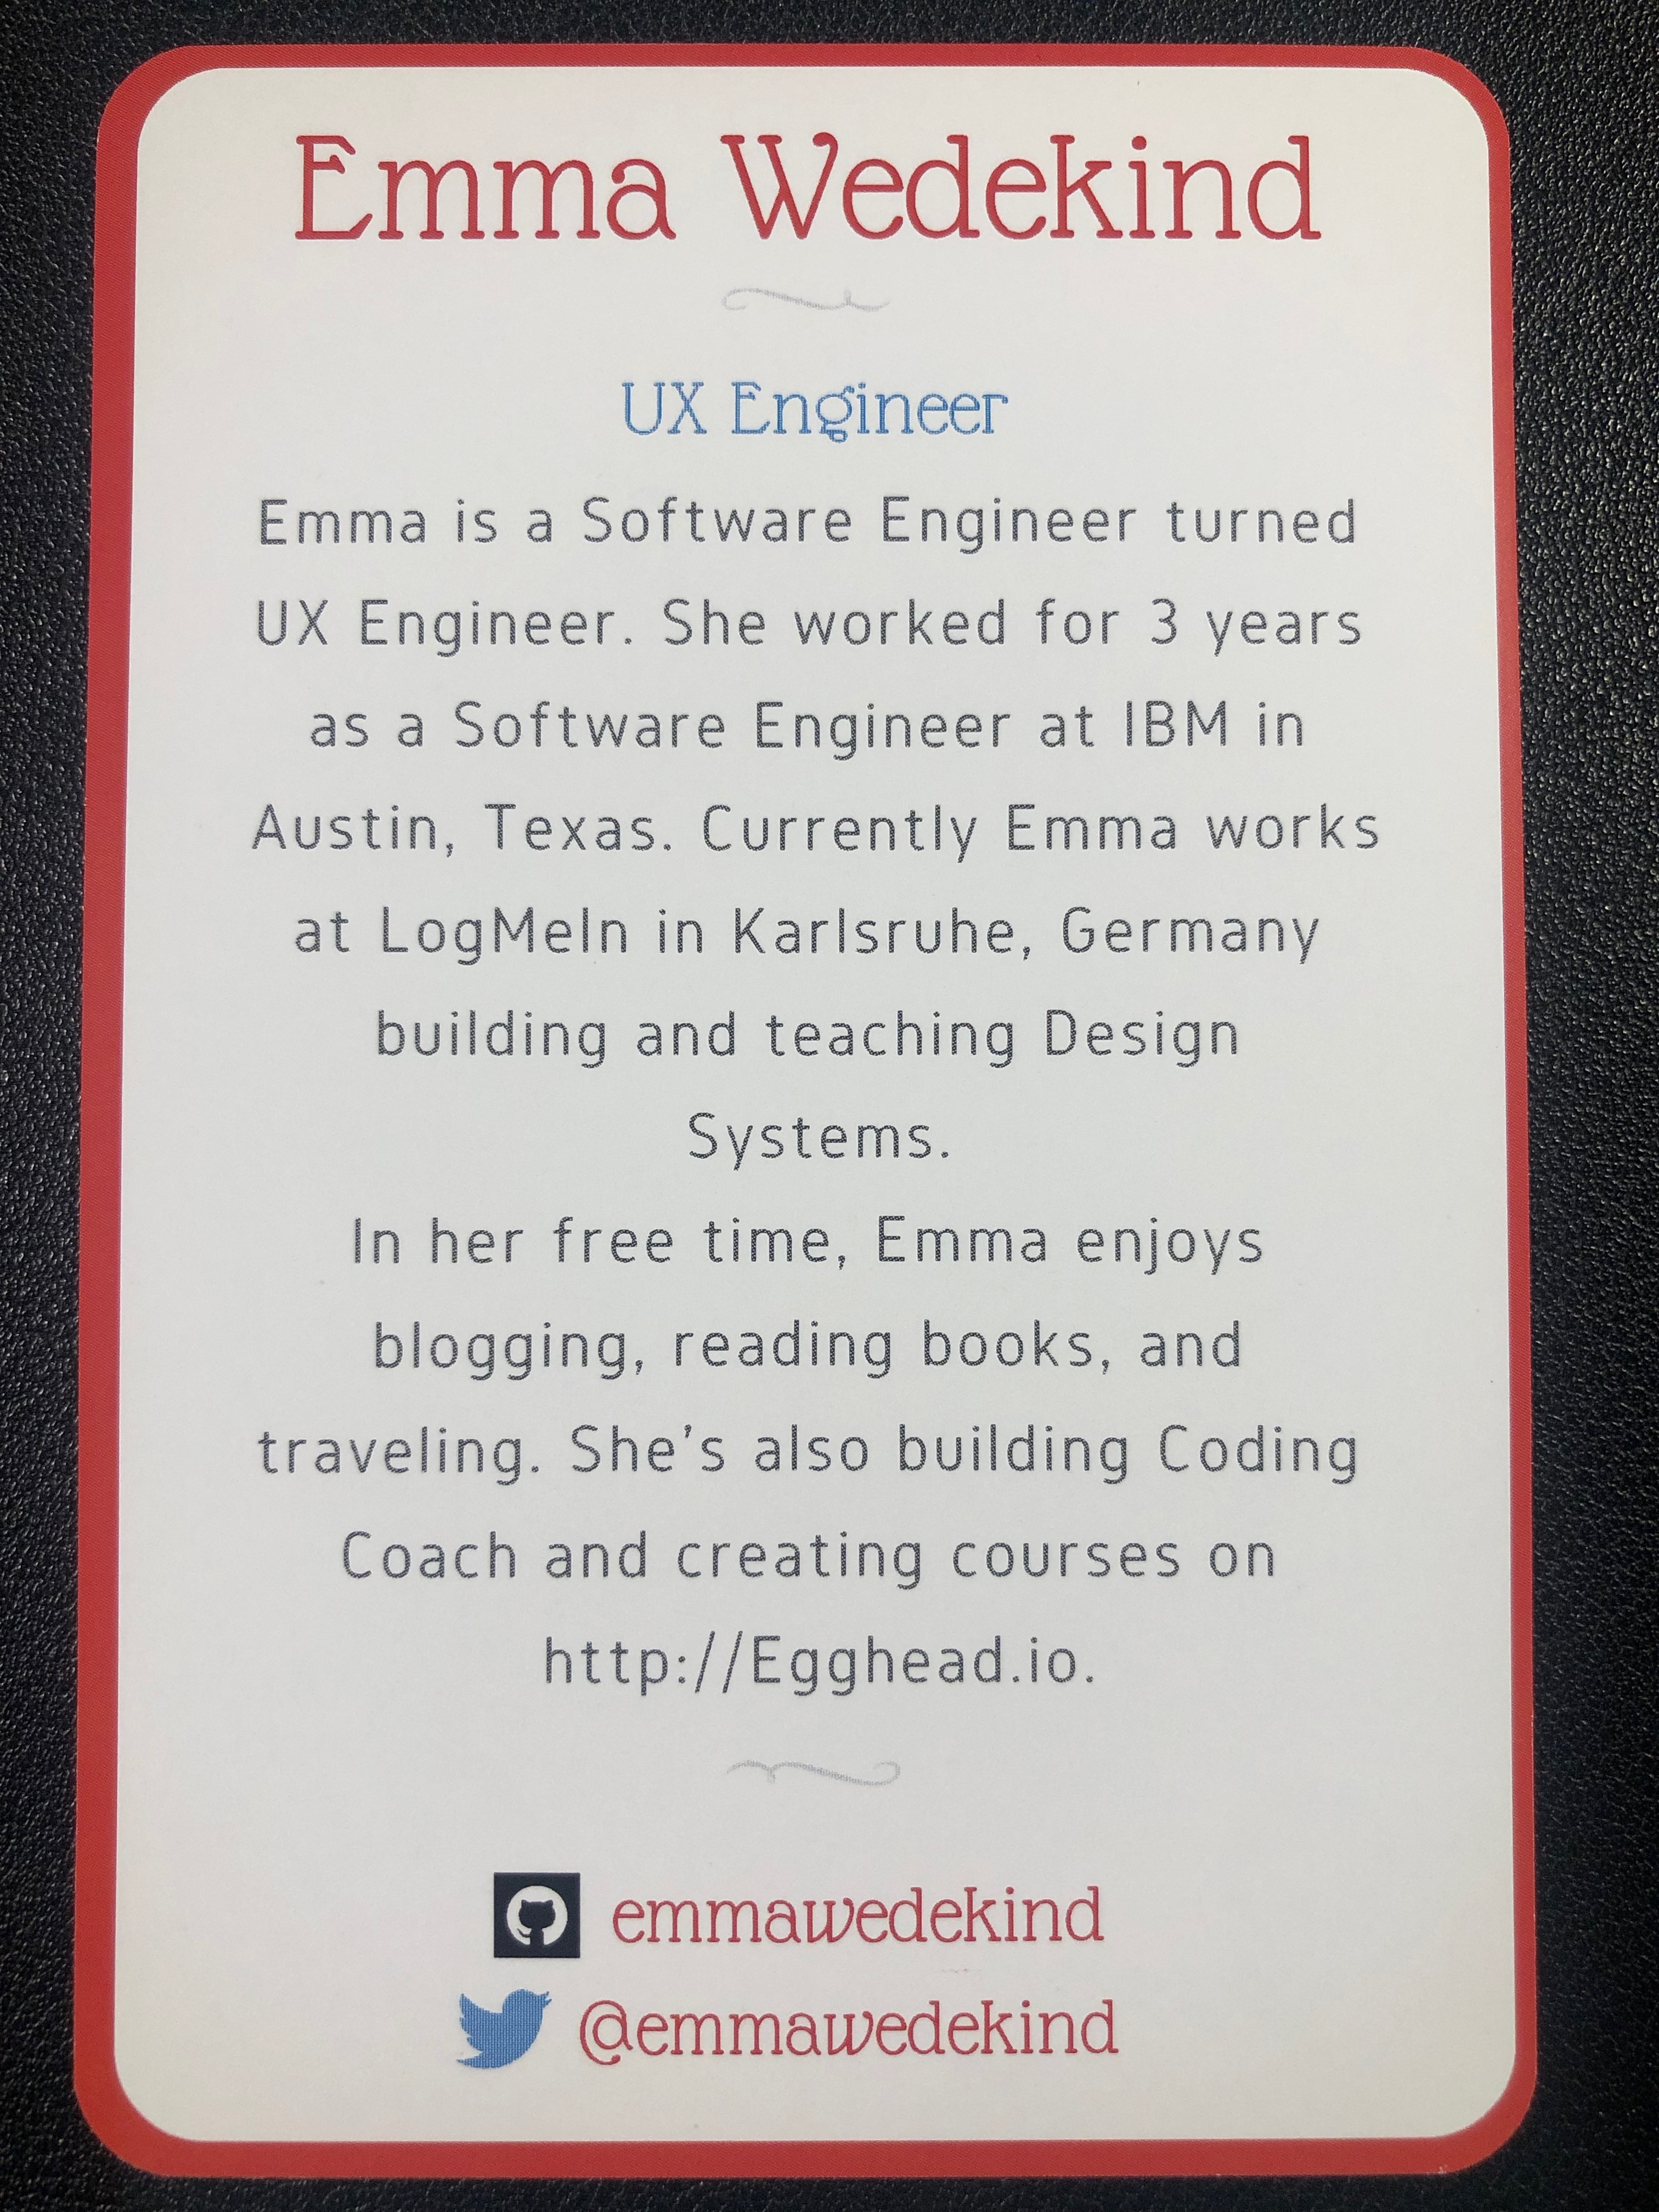 Emma Wedekind
UX Engineer
Emma is a Software Engineer turned
UX Engineer. She worked for 3 years
as a Software Engineer at IBM in
Austin, Texas. Currently Emma works
at LogMeIn in Karlsruhe, Germany
building and teaching Design
Systems.
In her free time, Emma enjoys
blogging, reading books, and
traveling. She's also building Coding
Coach and creating courses on
http://Egghead.io.
emmawedekind
@emmawedekind